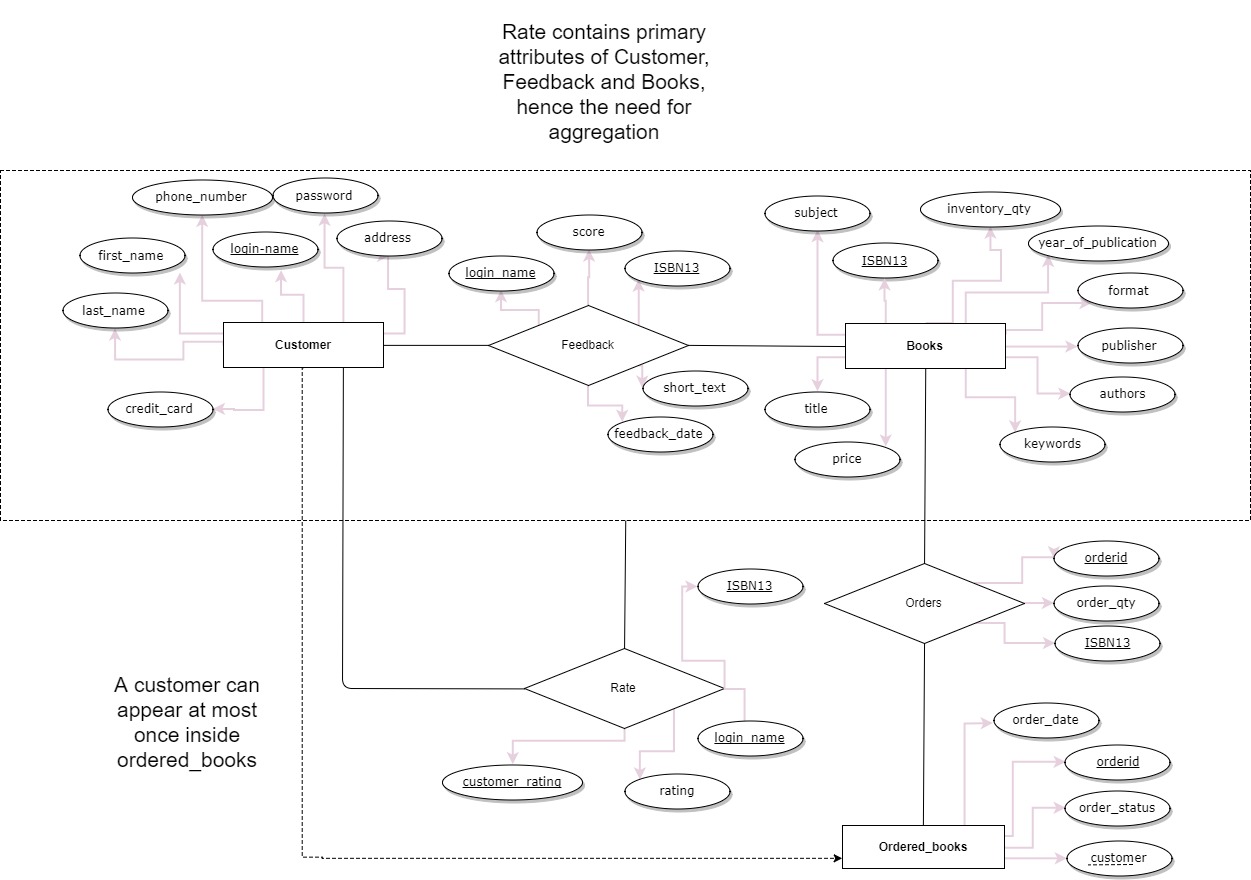 Rate contains primary
attributes of Customer,
Feedback and Books,
hence the need for
aggregation
phone_number
password
first_name
login-name
address
last_name
Customer
credit_card
login_name
score
ISBN13
Feedback
short_text
feedback_date
subject
inventory_qty
ISBN13
year_of_publication
format
Books
publisher
title
authors
price
keywords
A customer can
appear at most
once inside
ordered_books
ISBN13
Rate
login_name
customer_rating
rating
orderid
Orders
order_qty
ISBN13
order_date
orderid
order_status
Ordered_books
customer